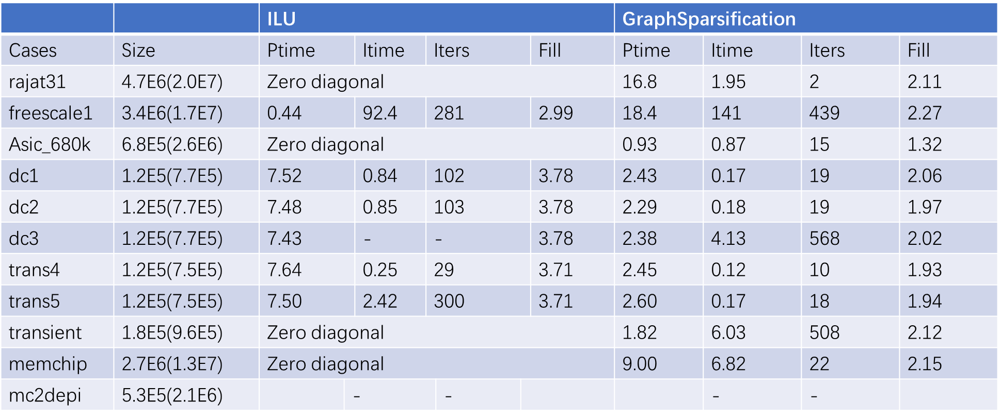 ILU GraphSparsification
Cases Size Ptime Itime Iters Fill Ptime Itime Iters Fill
rajat31 4.7E6(2.0E7) Zero diagonal 16.8 1.95 2 2.11
freescale1 3.4E6(1.7E7) 0.44 92.4 281 2.99 18.4 141 439 2.27
Asic_680k 6.8E5(2.6E6) Zero diagonal 0.93 0.87 15 1.32
dc1 1.2E5(7.7E5) 7.52 0.84 102 3.78 2.43 0.17 19 2.06
dc2 1.2E5(7.7E5) 7.48 0.85 103 3.78 2.29 0.18 19 1.97
dc3 1.2E5(7.7E5) 7.43 - - 3.78 2.38 4.13 568 2.02
trans4 1.2E5(7.5E5) 7.64 0.25 29 3.71 2.45 0.12 10 1.93
trans5 1.2E5(7.5E5) 7.50 2.42 300 3.71 2.60 0.17 18 1.94
transient 1.8E5(9.6E5) Zero diagonal 1.82 6.03 508 2.12
memchip 2.7E6(1.3E7) Zero diagonal 9.00 6.82 22 2.15
mc2depi 5.3E5(2.1E6) - - - -